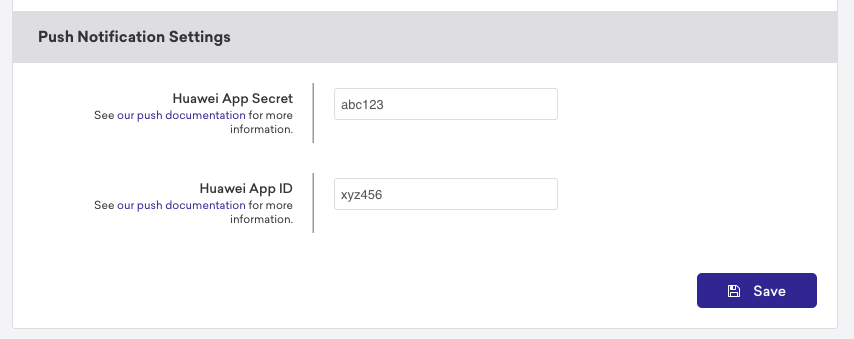 Push Notification Settings
Huawei App Secret
See our push documentation for more
information.
abc123
Huawei App ID
See our push documentation for more
information.
xyz456
Save